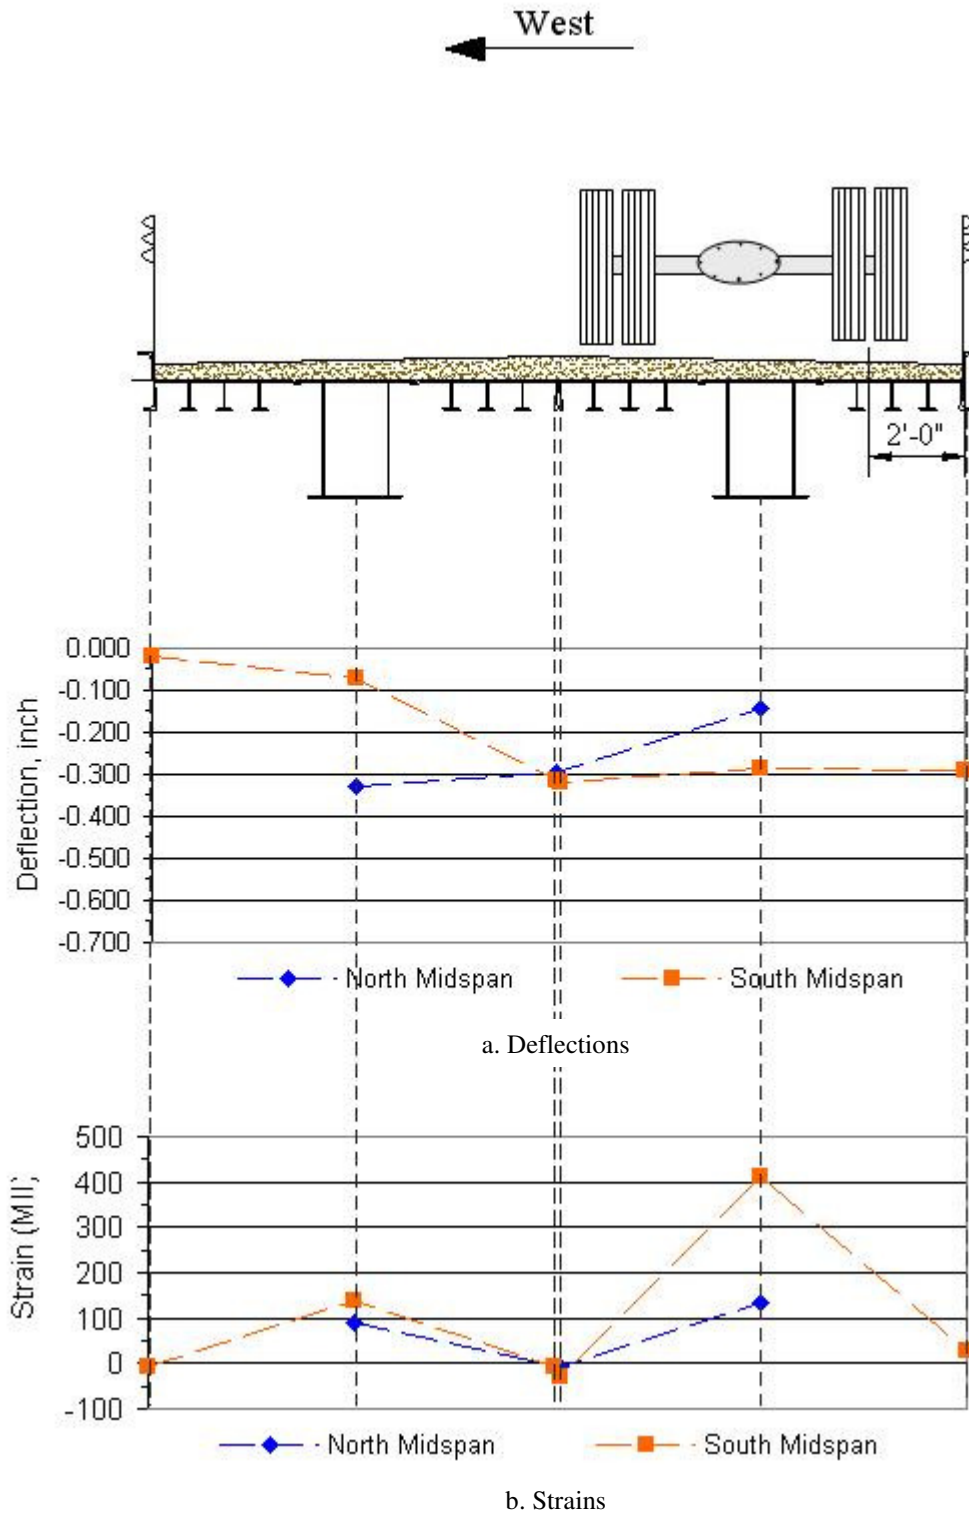 West
2'-0"
Deflection, inch
0.000
-0.100
-0.200
-0.300
-0.400
-0.500
-0.600
-0.700
North Midspan
South Midspan
a. Deflections
Strain (MII)
500
400
300
200
100
0
-100
North Midspan
South Midspan
b. Strains